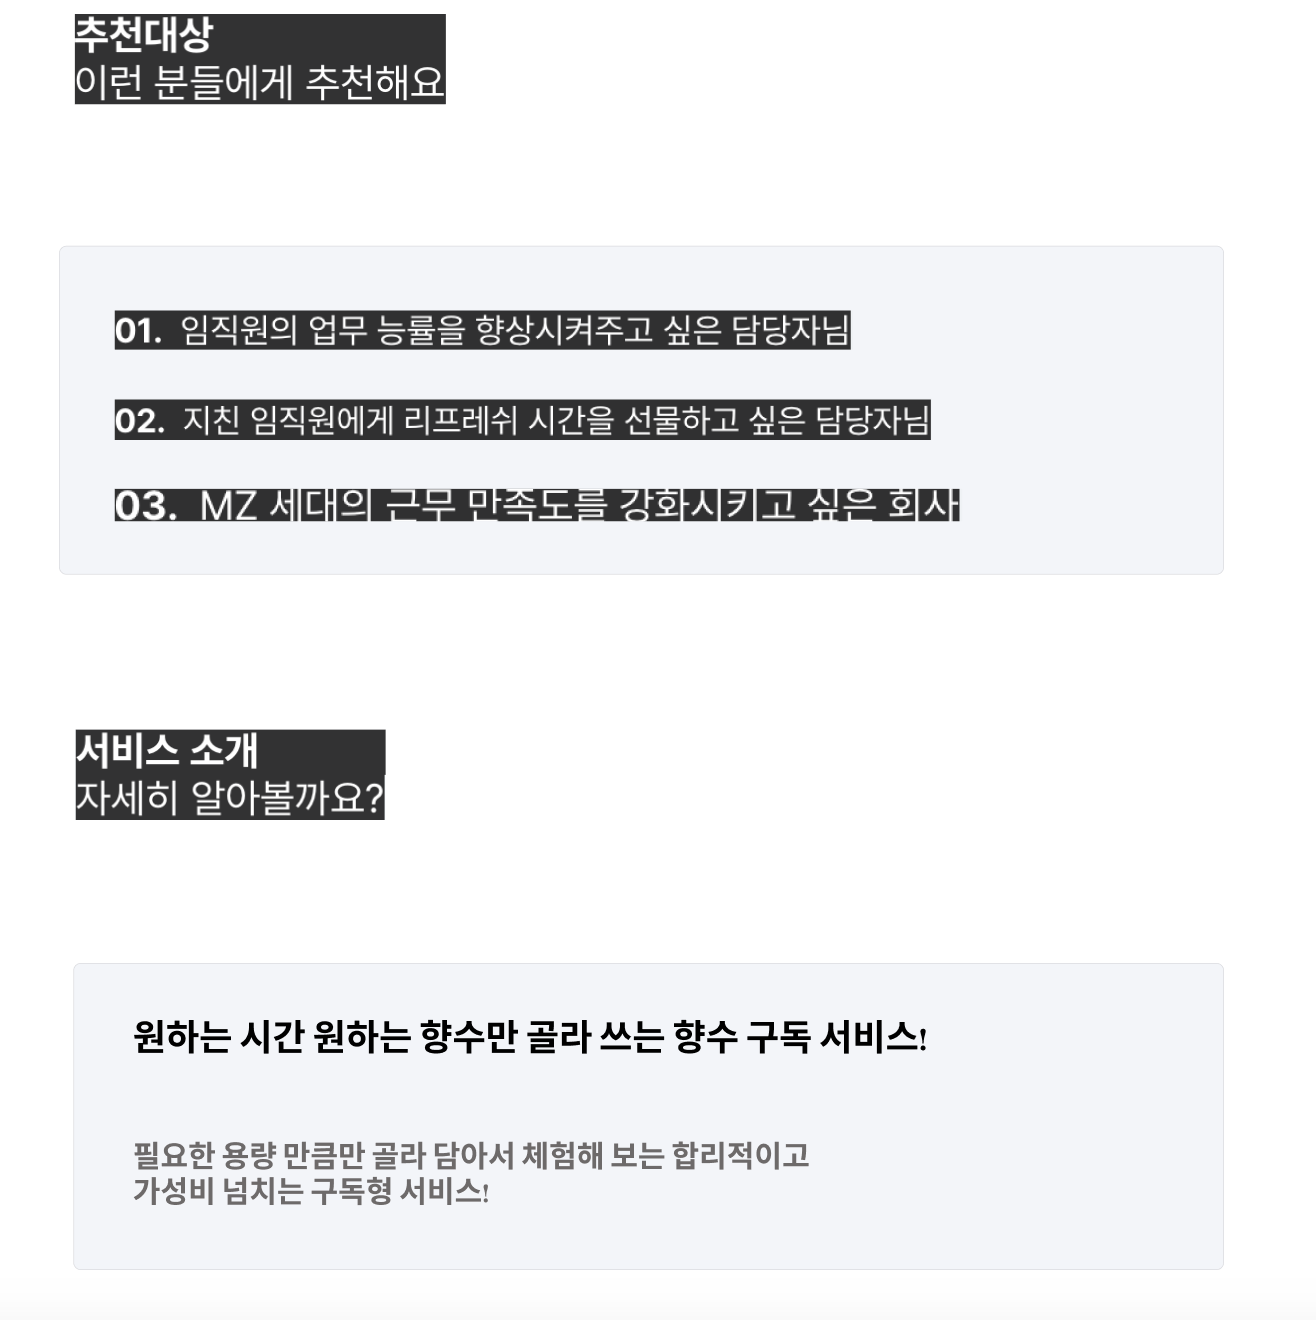 추천대상
이런 분들에게 추천해요
01. 임직원의 업무 능률을 향상시켜주고 싶은 담당자님
02. 지친 임직원에게 리프레쉬 시간을 선물하고 싶은 담당자님
03. MZ 세대의 근무 만족도를 강화시키고 싶은 회사
서비스 소개
자세히 알아볼까요?
원하는 시간 원하는 향수만 골라 쓰는 향수 구독 서비스!
필요한 용량 만큼만 골라 담아서 체험해 보는 합리적이고
가성비 넘치는 구독형 서비스!